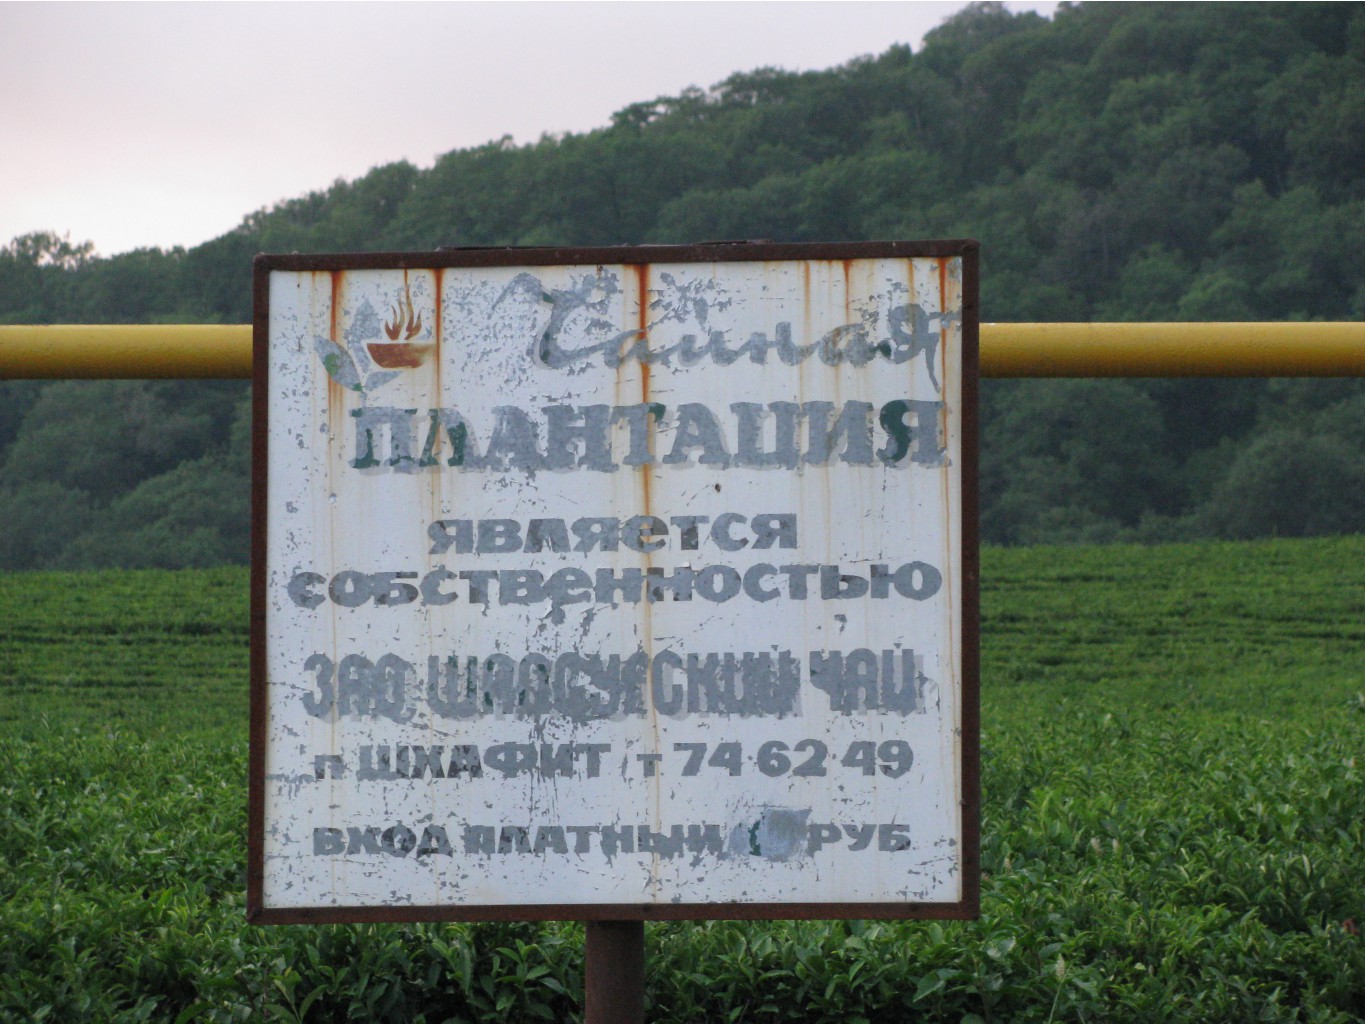 Чайная
ПЛАНТАЦИЯ
является
собственностью
ЗАО ШАПСУГСКИЙ ЧАЙ
п ШХАФИТ т 74·62·49
ВХОД ПЛАТНЫЙ РУБ